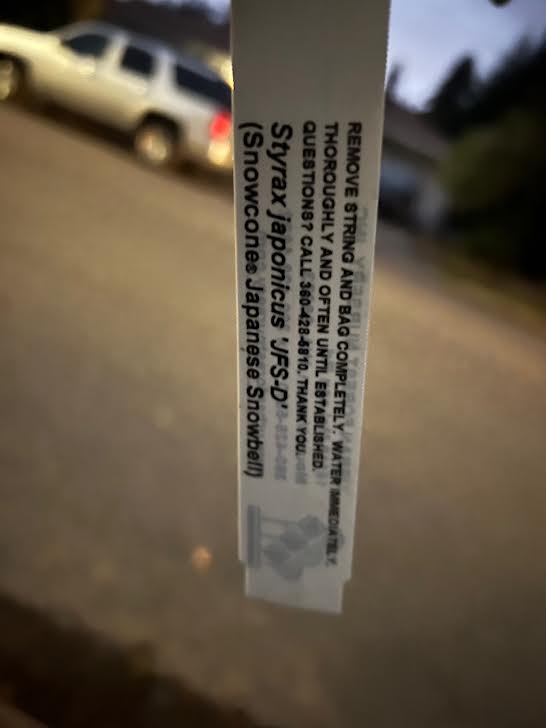 REMOVE STRING AND BAG COMPLETELY. WATER IMMEDIATELY,
THOROUGHLY AND OFTEN UNTIL ESTABLISHED.
QUESTIONS? CALL 360-428-6810. THANK YOU.
Styrax japonicus 'JFS-D'
(Snowcone® Japanese Snowbell)